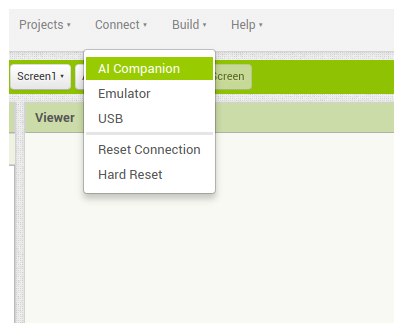 Projects Connect Build Help
AI Companion
Screen1 Screen
Emulator
Viewer USB
Reset Connection
Hard Reset